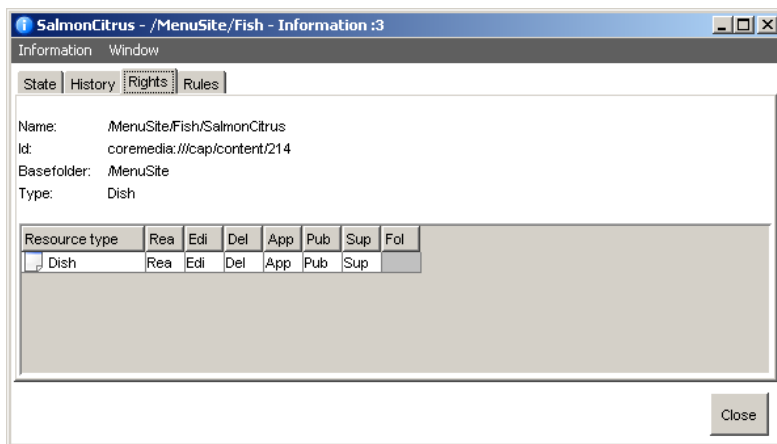 SalmonCitrus - /MenuSite/Fish - Information :3
Information Window
State History Rights Rules
Name: /MenuSite/Fish/SalmonCitrus
Id: coremedia:///cap/content/214
Basefolder: /MenuSite
Type: Dish
Resource type Rea Edi Del App Pub Sup Fol
Dish Rea Edi Del App Pub Sup
Close